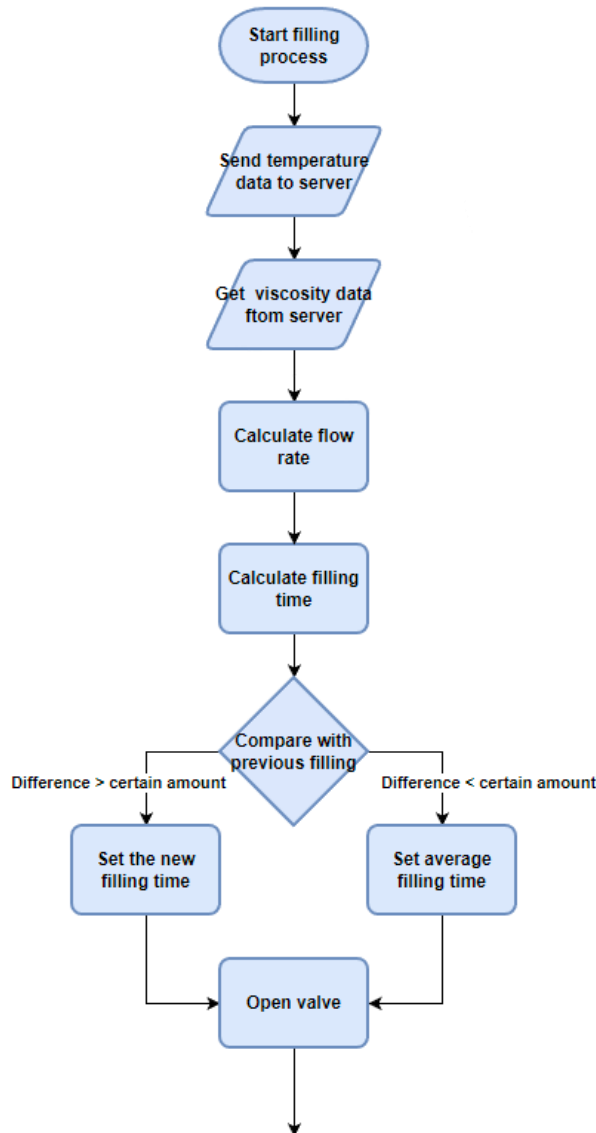 Start filling
process
Send temperature
data to server
Get  viscosity data
ftom server
Calculate flow
rate
Calculate filling
time
Compare with
previous filling
Difference > certain amount
Difference < certain amount
Set the new
filling time
Set average
filling time
Open valve